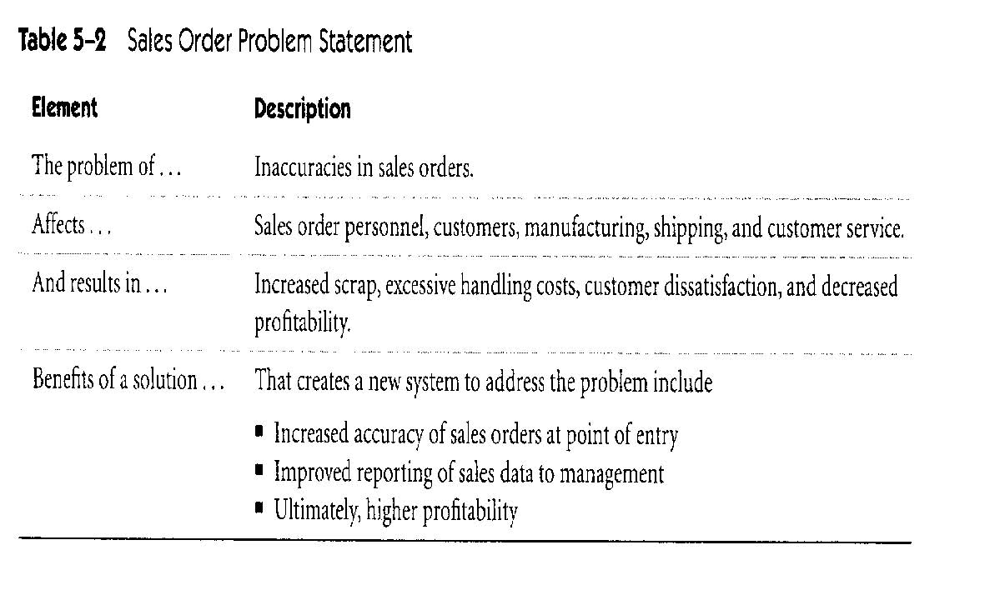 Table 5–2 Sales Order Problem Statement
Element Description
The problem of . . . Inaccuracies in sales orders.
Affects . . . Sales order personnel, customers, manufacturing, shipping, and customer service.
And results in . . . Increased scrap, excessive handling costs, customer dissatisfaction, and decreased
profitability.
Benefits of a solution . . . That creates a new system to address the problem include
■ Increased accuracy of sales orders at point of entry
■ Improved reporting of sales data to management
■ Ultimately, higher profitability